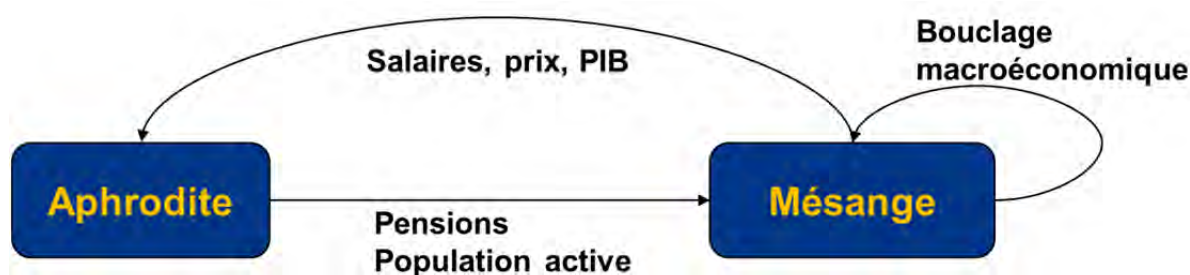 Bouclage
macroéconomique
Salaires, prix, PIB
Aphrodite
Mésange
Pensions
Population active